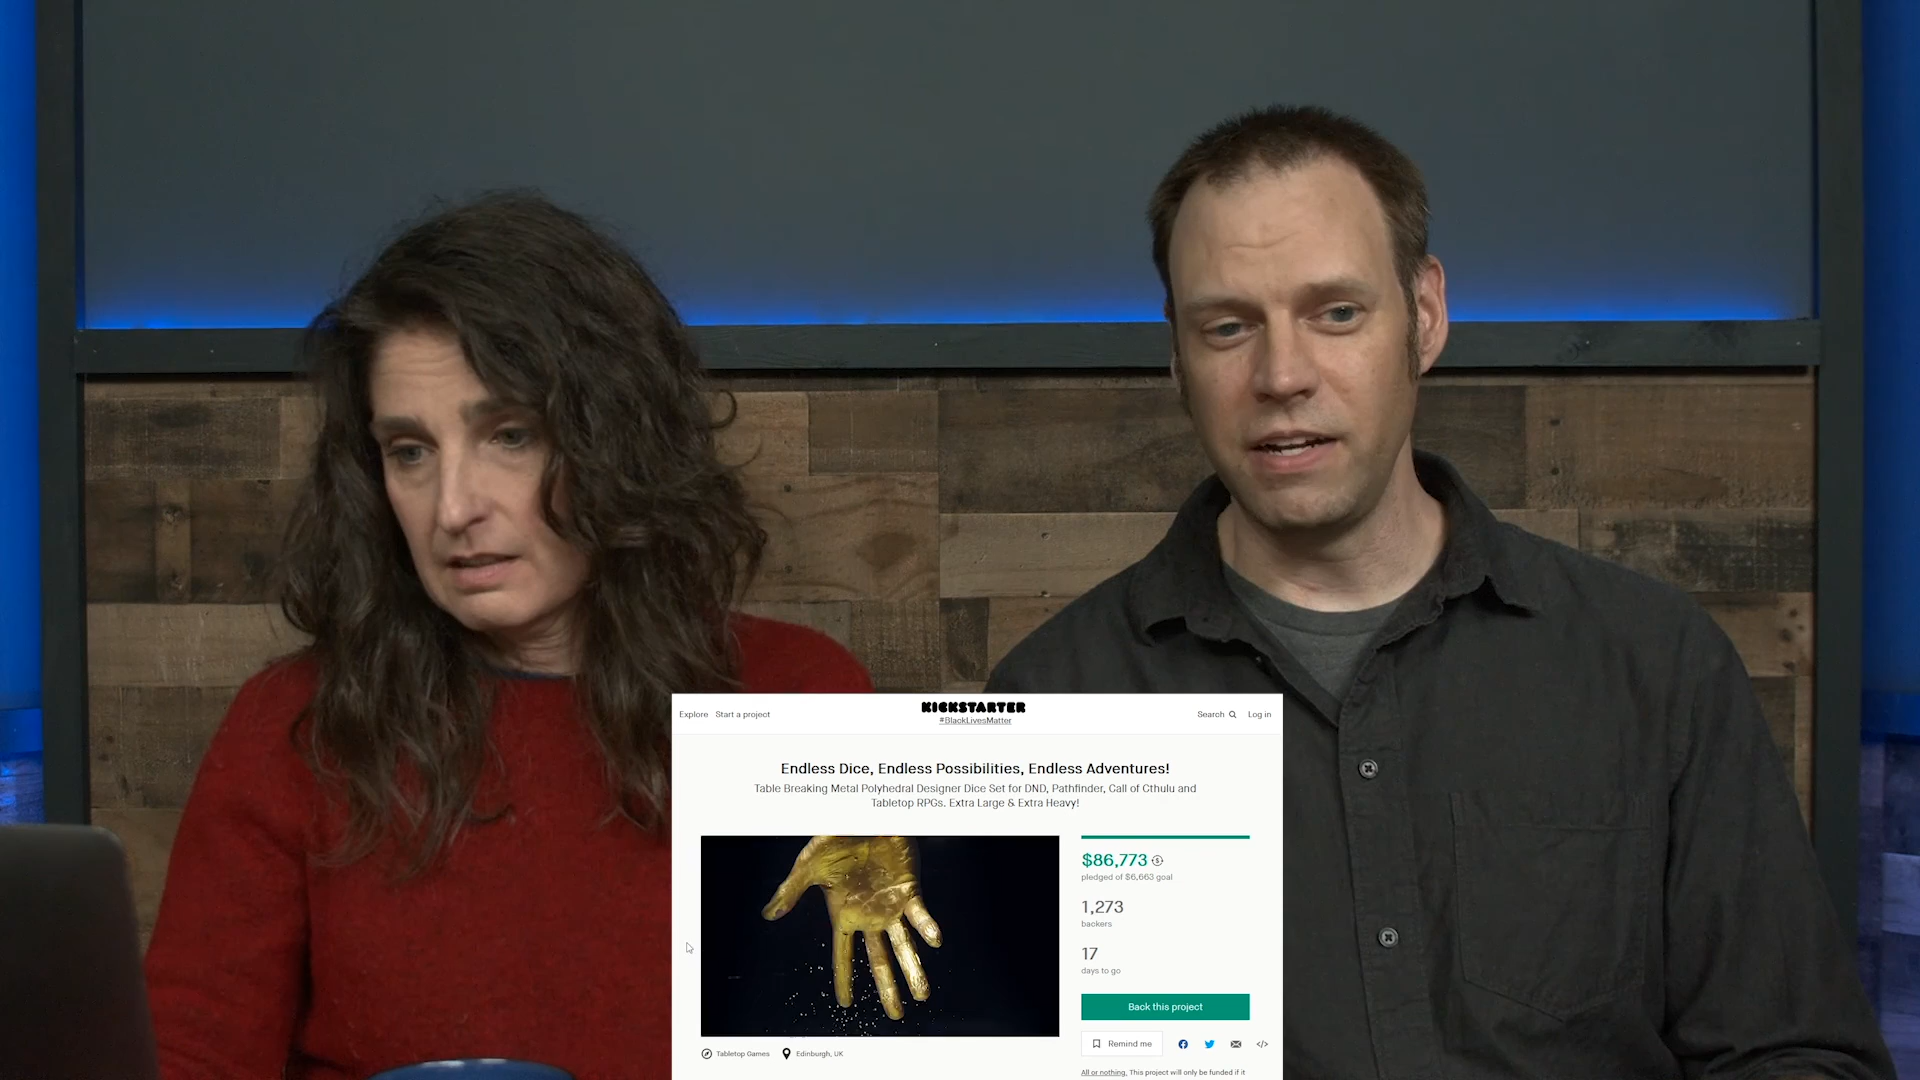 KICKSTARTER
Explore Start a project
Search Log in
#BlackLivesMatter
Endless Dice, Endless Possibilities, Endless Adventures!
Table Breaking Metal Polyhedral Designer Dice Set for DND, Pathfinder, Call of Cthulu and
Tabletop RPGs. Extra Large & Extra Heavy!
$86,773
pledged of $6,663 goal
1,273
backers
17
days to go
Back this project
Remind me
Tabletop Games Edinburgh, UK
All or nothing. This project will only be funded if it